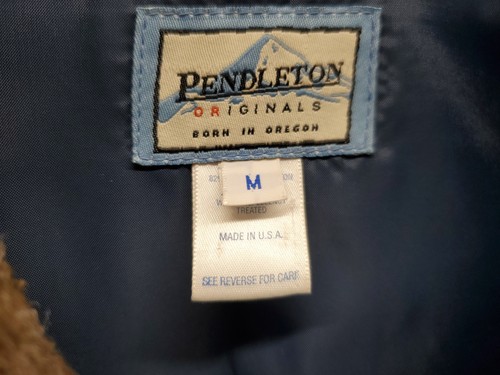 PENDLETON
ORIGINALS
BORN IN OREGON
M
TREATED
MADE IN U.S.A.
SEE REVERSE FOR CARE